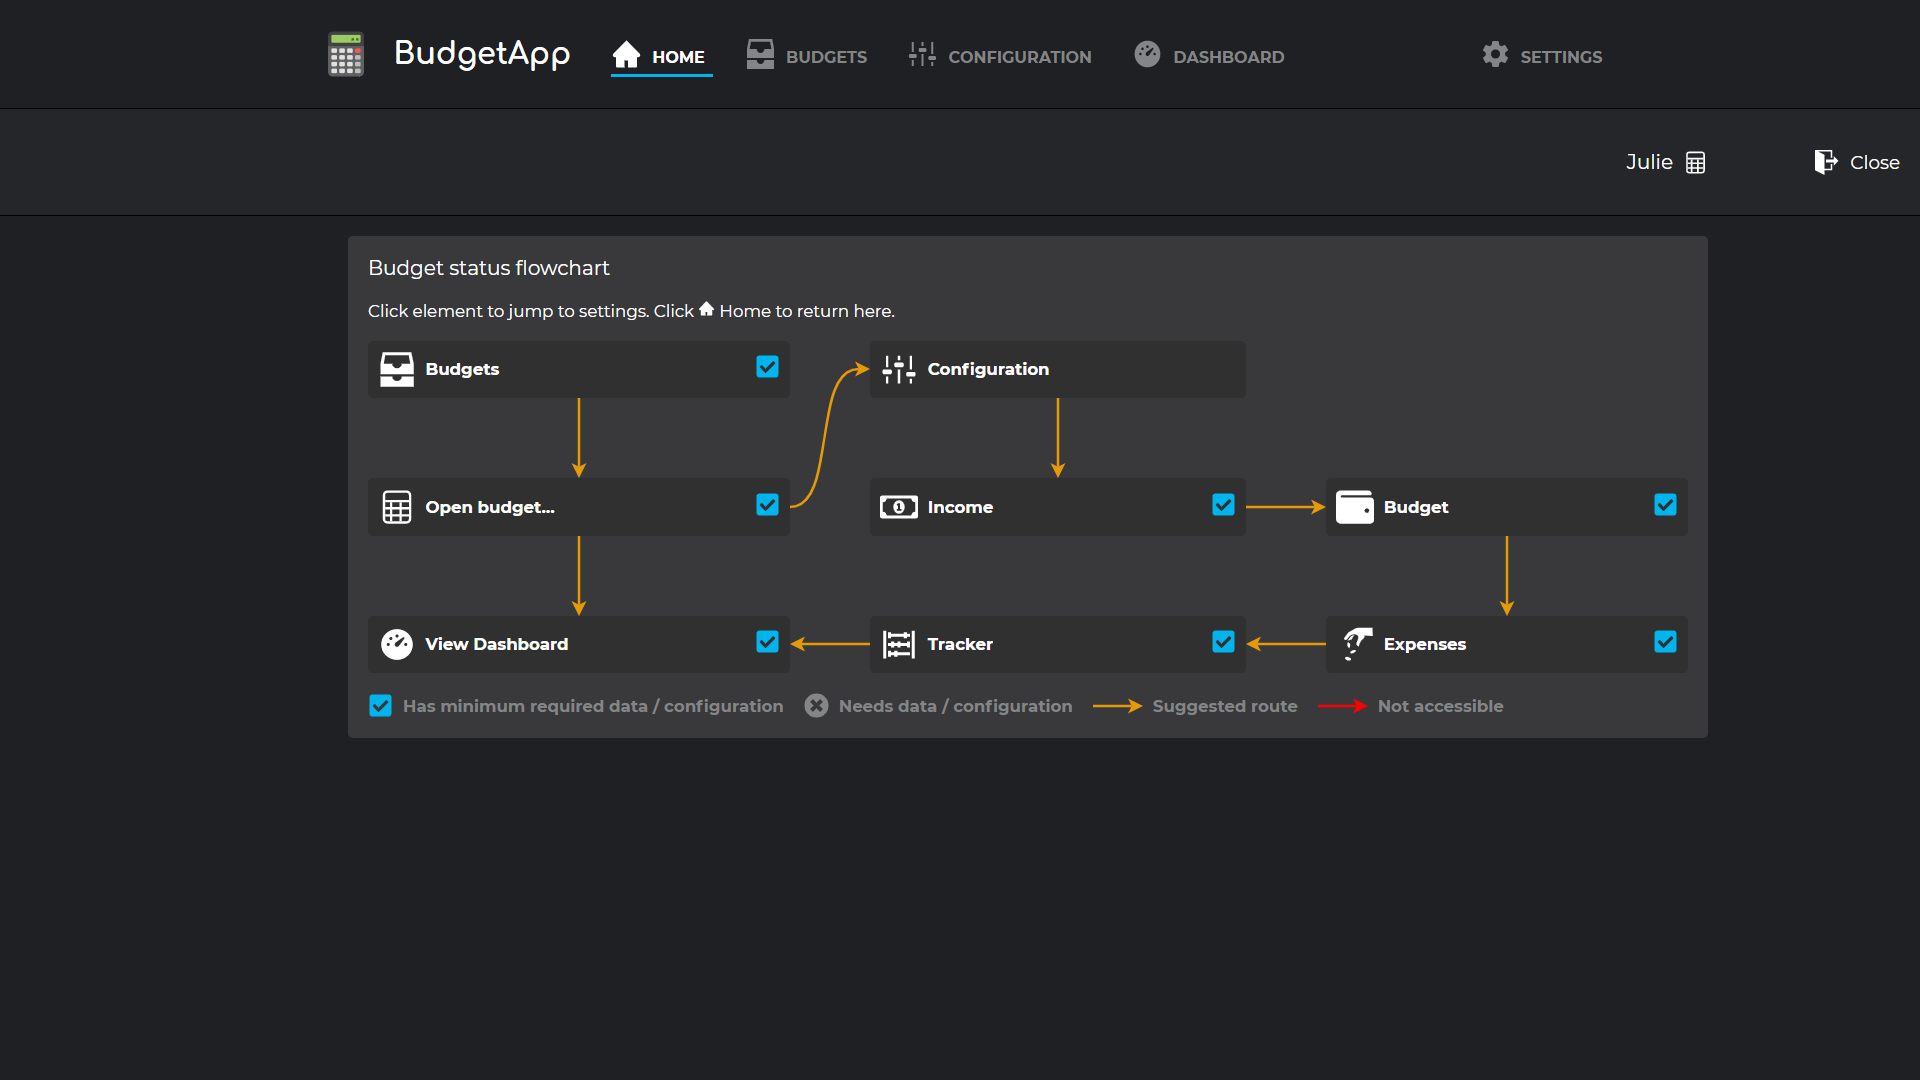 BudgetApp
HOME
BUDGETS
CONFIGURATION
DASHBOARD
SETTINGS
Julie
Close
Budget status flowchart
Click element to jump to settings. Click Home to return here.
Budgets
Configuration
Open budget...
Income
Budget
View Dashboard
Tracker
Expenses
Has minimum required data / configuration
Needs data / configuration
Suggested route
Not accessible